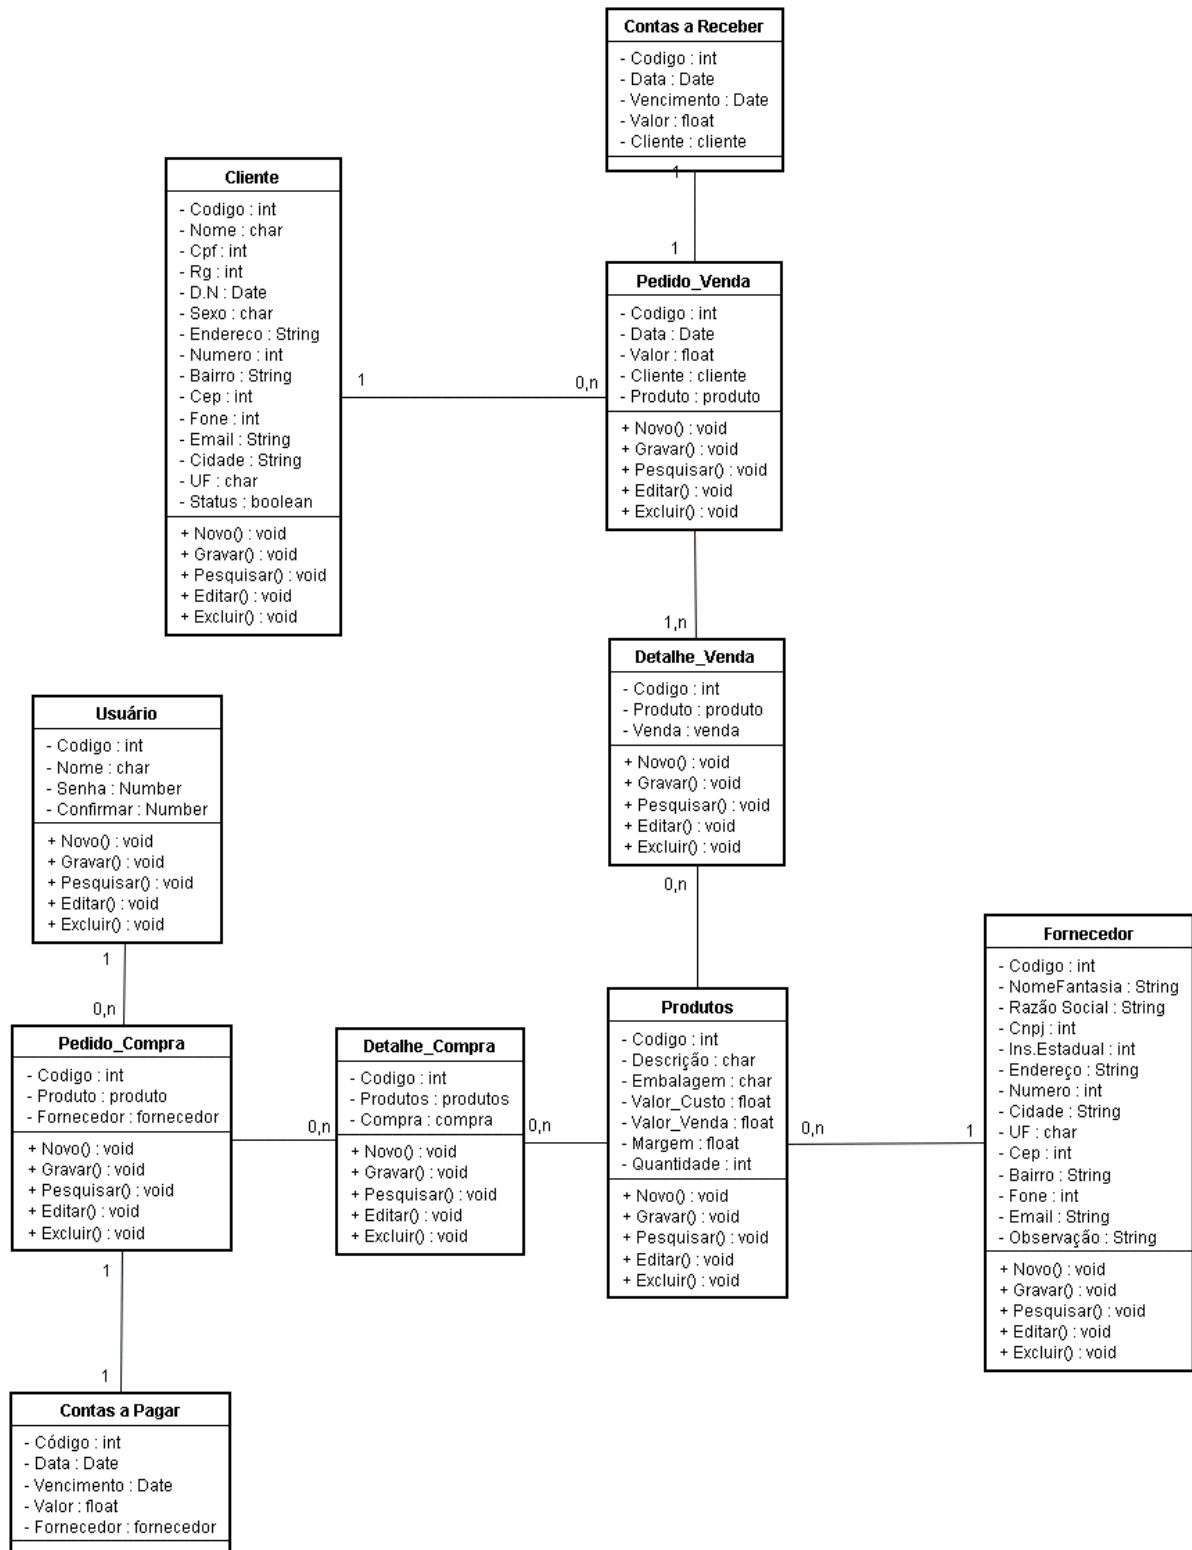 Contas a Receber
- Codigo : int
- Data : Date
- Vencimento : Date
- Valor : float
- Cliente : cliente
1
1
Cliente
- Codigo : int
- Nome : char
- Cpf : int
- Rg : int
- D.N : Date
- Sexo : char
- Endereco : String
- Numero : int
- Bairro : String
- Cep : int
- Fone : int
- Email : String
- Cidade : String
- UF : char
- Status : boolean
+ Novo() : void
+ Gravar() : void
+ Pesquisar() : void
+ Editar() : void
+ Excluir() : void
1
0,n
Pedido_Venda
- Codigo : int
- Data : Date
- Valor : float
- Cliente : cliente
- Produto : produto
+ Novo() : void
+ Gravar() : void
+ Pesquisar() : void
+ Editar() : void
+ Excluir() : void
1,n
Detalhe_Venda
- Codigo : int
- Produto : produto
- Venda : venda
+ Novo() : void
+ Gravar() : void
+ Pesquisar() : void
+ Editar() : void
+ Excluir() : void
0,n
Usuário
- Codigo : int
- Nome : char
- Senha : Number
- Confirmar : Number
+ Novo() : void
+ Gravar() : void
+ Pesquisar() : void
+ Editar() : void
+ Excluir() : void
1
0,n
Pedido_Compra
- Codigo : int
- Produto : produto
- Fornecedor : fornecedor
+ Novo() : void
+ Gravar() : void
+ Pesquisar() : void
+ Editar() : void
+ Excluir() : void
0,n
Detalhe_Compra
- Codigo : int
- Produtos : produtos
- Compra : compra
+ Novo() : void
+ Gravar() : void
+ Pesquisar() : void
+ Editar() : void
+ Excluir() : void
0,n
Produtos
- Codigo : int
- Descrição : char
- Embalagem : char
- Valor_Custo : float
- Valor_Venda : float
- Margem : float
- Quantidade : int
+ Novo() : void
+ Gravar() : void
+ Pesquisar() : void
+ Editar() : void
+ Excluir() : void
0,n
1
Fornecedor
- Codigo : int
- NomeFantasia : String
- Razão Social : String
- Cnpj : int
- Ins.Estadual : int
- Endereço : String
- Numero : int
- Cidade : String
- UF : char
- Cep : int
- Bairro : String
- Fone : int
- Email : String
- Observação : String
+ Novo() : void
+ Gravar() : void
+ Pesquisar() : void
+ Editar() : void
+ Excluir() : void
1
1
Contas a Pagar
- Código : int
- Data : Date
- Vencimento : Date
- Valor : float
- Fornecedor : fornecedor